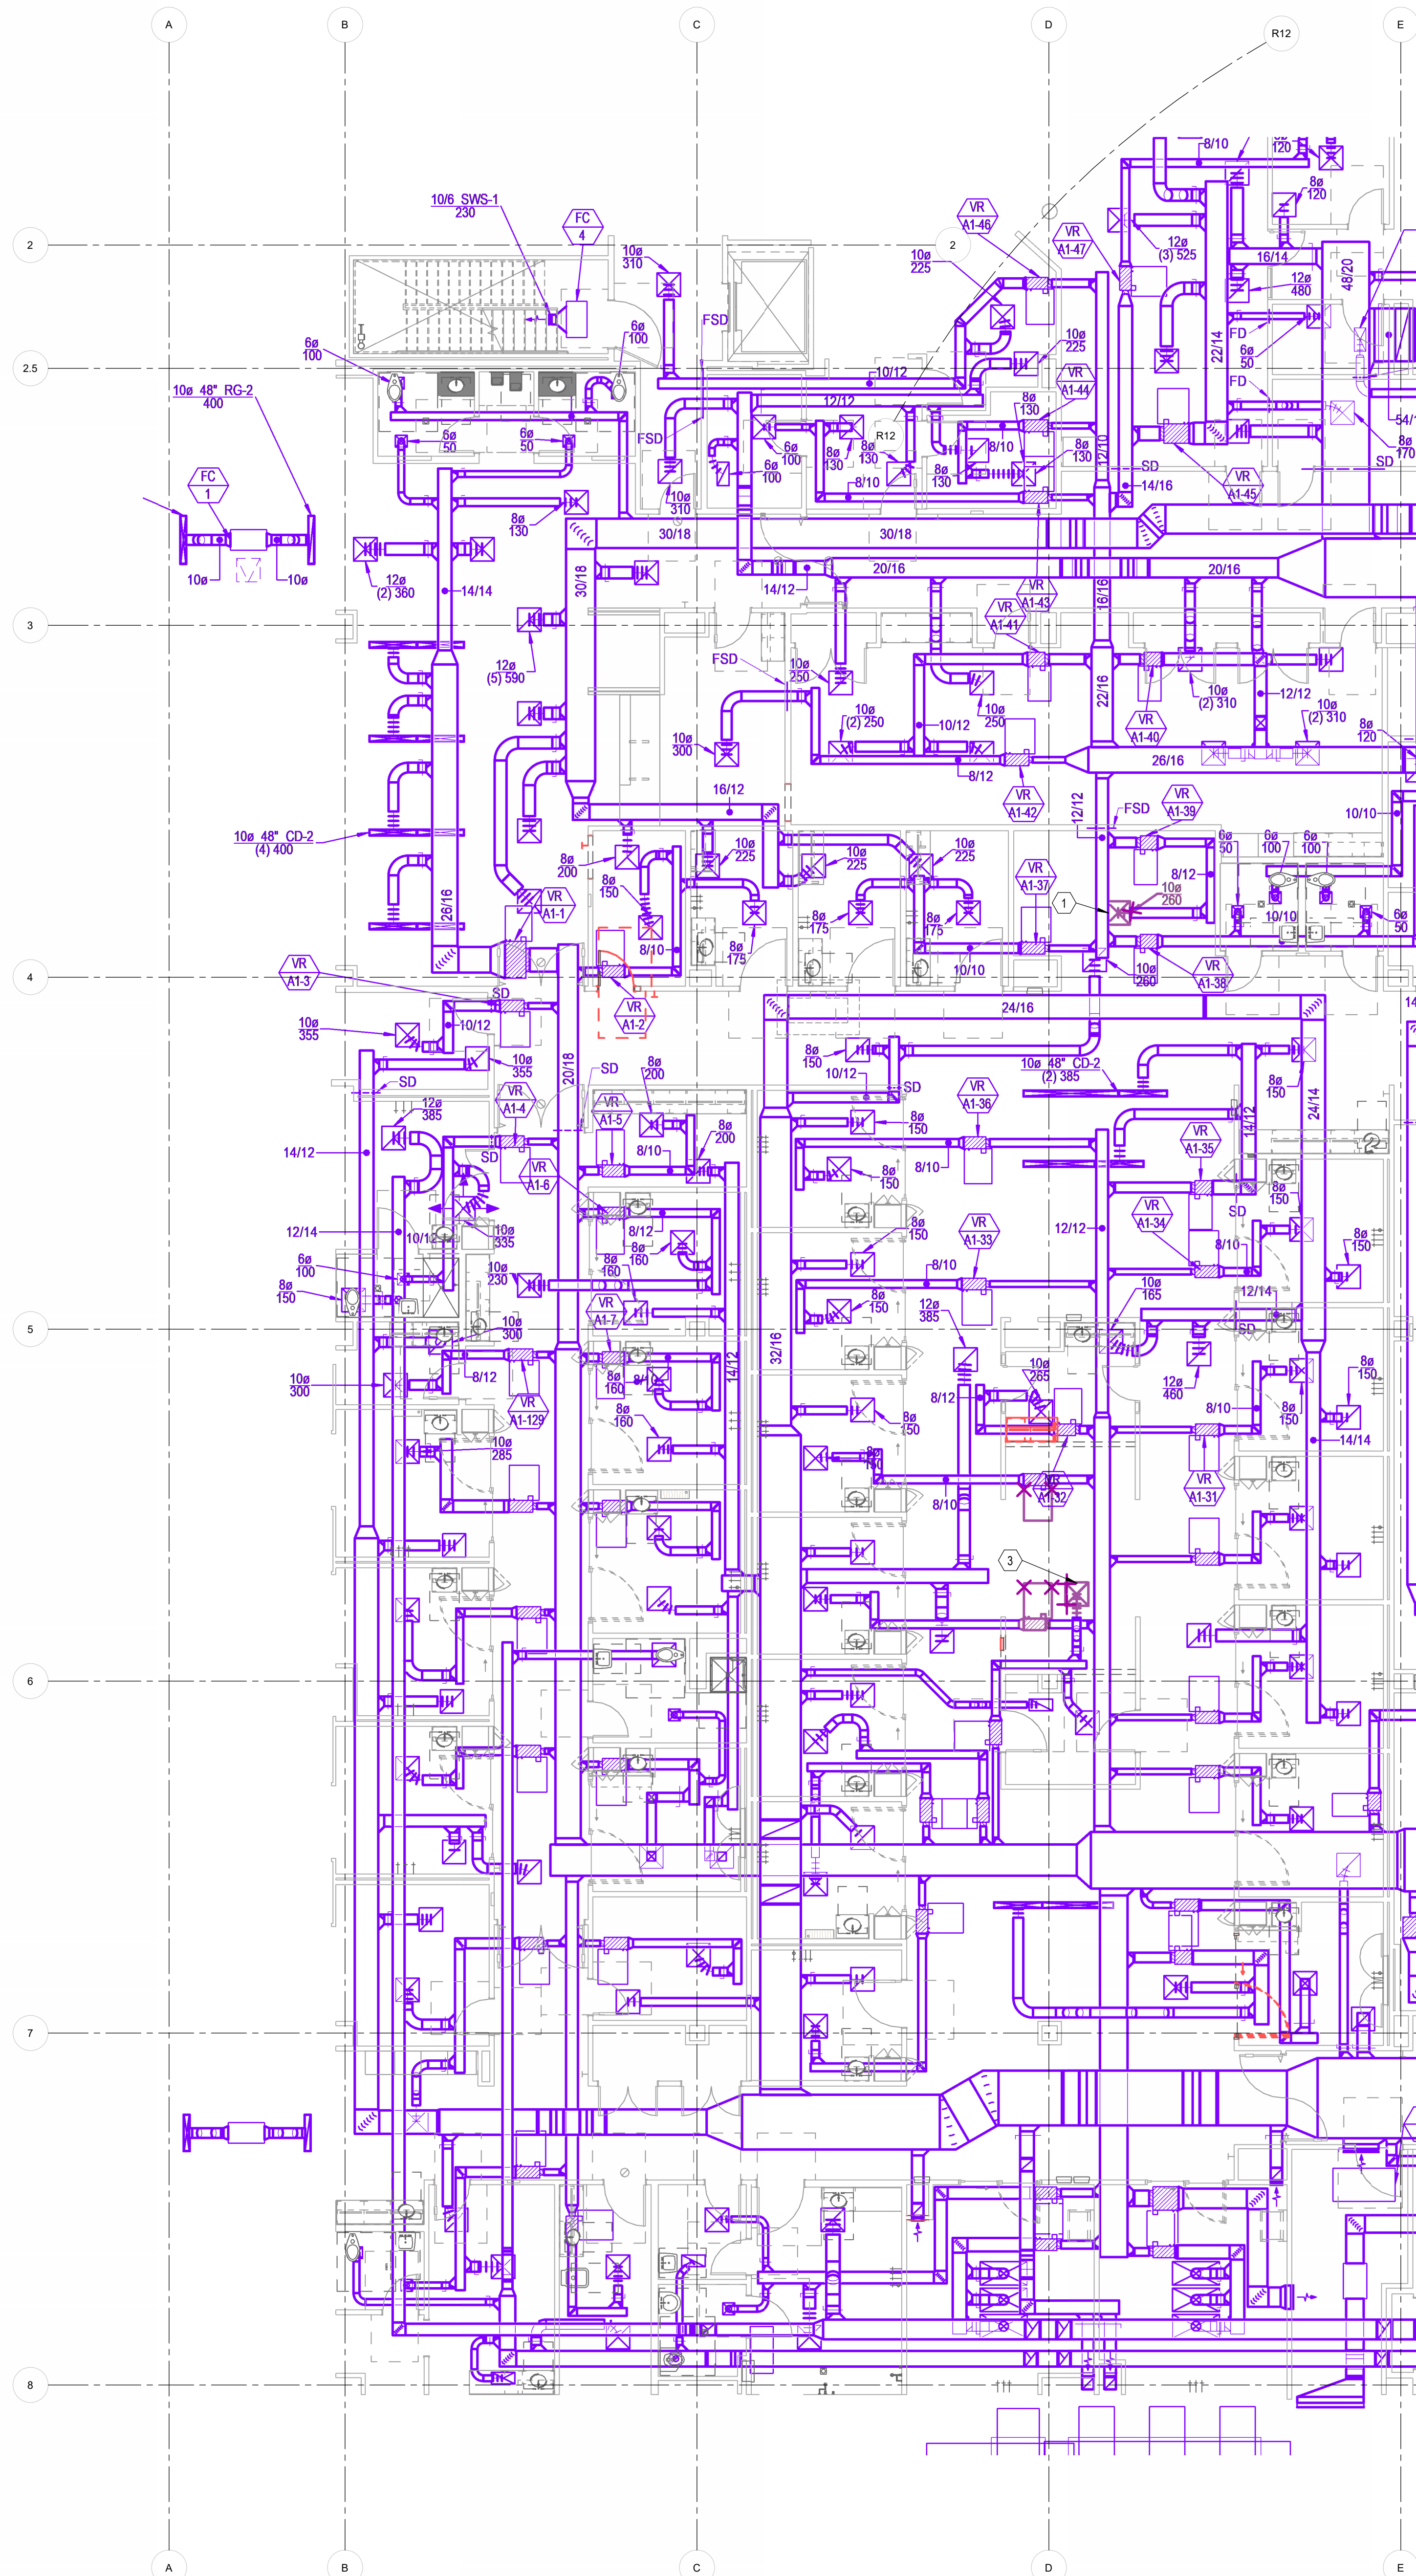 A
B
C
D
E
R12
8/10
120
8ø
120
10/6 SWS-1
230
FC
4
VR
A1-46
VR
A1-47
10ø
310
10ø
225
12ø
(3) 525
16/14
48/20
2
2
12ø
480
FSD
FD
6ø
100
6ø
100
10ø
225
22/14
6ø
50
2.5
10/12
VR
A1-44
FD
10ø 48" RG-2
400
12/12
8ø
130
54/1
6ø
50
6ø
50
FSD
R12
8/10
12/10
8ø
170
6ø
100
8ø
130
8ø
130
8ø
130
8ø
130
SD
SD
FC
1
6ø
100
14/16
VR
A1-45
10ø
310
8/10
8ø
130
30/18
30/18
10ø
10ø
12ø
(2) 360
14/14
30/18
14/12
20/16
20/16
VR
A1-43
16/16
VR
A1-41
3
12ø
(5) 590
FSD
10ø
250
22/16
12/12
10ø
(2) 310
10ø
(2) 310
10ø
(2) 250
10/12
10ø
250
VR
A1-40
8ø
120
10ø
300
26/16
8/12
16/12
VR
A1-42
VR
A1-39
12/12
FSD
10/10
10ø 48" CD-2
(4) 400
8ø
200
10ø
225
10ø
225
10ø
225
6ø
50
6ø
100
6ø
100
8ø
150
VR
A1-37
8/12
26/16
VR
A1-1
1
10ø
260
8ø
175
8ø
175
8ø
175
10/10
6ø
50
8/10
10/10
10ø
260
VR
A1-38
4
VR
A1-3
SD
VR
A1-2
24/16
14
10ø
355
10/12
10ø
355
20/18
SD
8ø
200
8ø
150
10/12
10ø 48" CD-2
(2) 385
SD
SD
8ø
150
24/14
12ø
385
VR
A1-4
VR
A1-5
VR
A1-36
8ø
150
14/12
14/12
SD
8/10
8ø
200
8/10
VR
A1-35
VR
A1-6
8ø
150
8ø
150
SD
12/14
10/12
10ø
335
8/12
8ø
150
VR
A1-33
12/12
VR
A1-34
8/10
8ø
150
6ø
100
8ø
160
8ø
160
10ø
230
8/10
8ø
150
10ø
165
12/14
VR
A1-7
8ø
150
12ø
385
5
10ø
300
32/16
SD
8/12
14/12
8ø
160
8/10
10ø
265
8/12
12ø
460
8ø
150
8ø
150
10ø
300
VR
A1-129
8ø
160
8/10
8ø
150
14/14
10ø
285
8ø
150
VR
A1-32
VR
A1-31
8/10
3
6
7
8
A
B
C
D
E